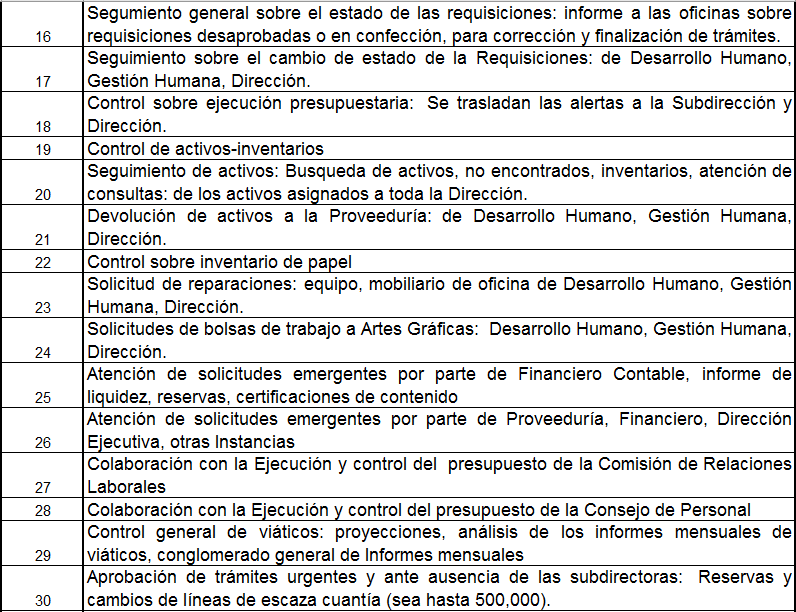 Segumiento general sobre el estado de las requisiciones: informe a las oficinas sobre
16 requisiciones desaprobadas o en confección, para corrección y finalización de trámites.
Seguimiento sobre el cambio de estado de la Requisiciones: de Desarrollo Humano,
17 Gestión Humana, Dirección.
Control sobre ejecución presupuestaria:  Se trasladan las alertas a la Subdirección y
18 Dirección.
19 Control de activos-inventarios
Seguimiento de activos: Busqueda de activos, no encontrados, inventarios, atención de
20 consultas: de los activos asignados a toda la Dirección.
Devolución de activos a la Proveeduría: de Desarrollo Humano, Gestión Humana,
21 Dirección.
22 Control sobre inventario de papel
Solicitud de reparaciones: equipo, mobiliario de oficina de Desarrollo Humano, Gestión
23 Humana, Dirección.
Solicitudes de bolsas de trabajo a Artes Gráficas:  Desarrollo Humano, Gestión Humana,
24 Dirección.
Atención de solicitudes emergentes por parte de Financiero Contable, informe de
25 liquidez, reservas, certificaciones de contenido
Atención de solicitudes emergentes por parte de Proveeduría, Financiero, Dirección
26 Ejecutiva, otras Instancias
Colaboración con la Ejecución y control del  presupuesto de la Comisión de Relaciones
27 Laborales
28 Colaboración con la Ejecución y control del presupuesto de la Consejo de Personal
Control general de viáticos: proyecciones, análisis de los informes mensuales de
29 viáticos, conglomerado general de Informes mensuales
Aprobación de trámites urgentes y ante ausencia de las subdirectoras:  Reservas y
30 cambios de líneas de escaza cuantía (sea hasta 500,000).